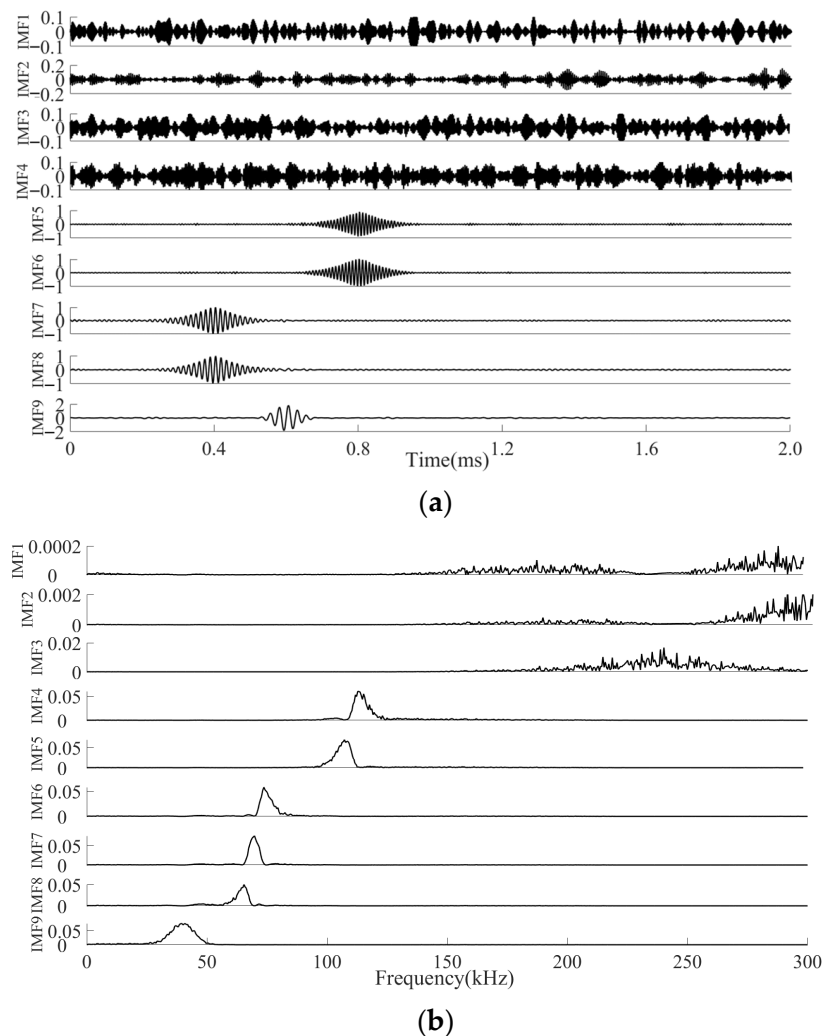 IMF1 0.1 0 −0.1
IMF2 0.2 0 −0.2
IMF3 0.1 0 −0.1
IMF4 0.1 0 −0.1
IMF5 1 0 −1
IMF6 1 0 −1
IMF7 1 0 −1
IMF8 1 0 −1
IMF9 2 0 −2
0 0.4 0.8 1.2 1.6 2.0
Time(ms)
(a)
IMF1 0.0002 0
IMF2 0.002 0
IMF3 0.02 0
IMF4 0.05 0
IMF5 0.05 0
IMF6 0.05 0
IMF7 0.05 0
IMF8 0.05 0
IMF9 0.05 0
0 50 100 150 200 250 300
Frequency(kHz)
(b)